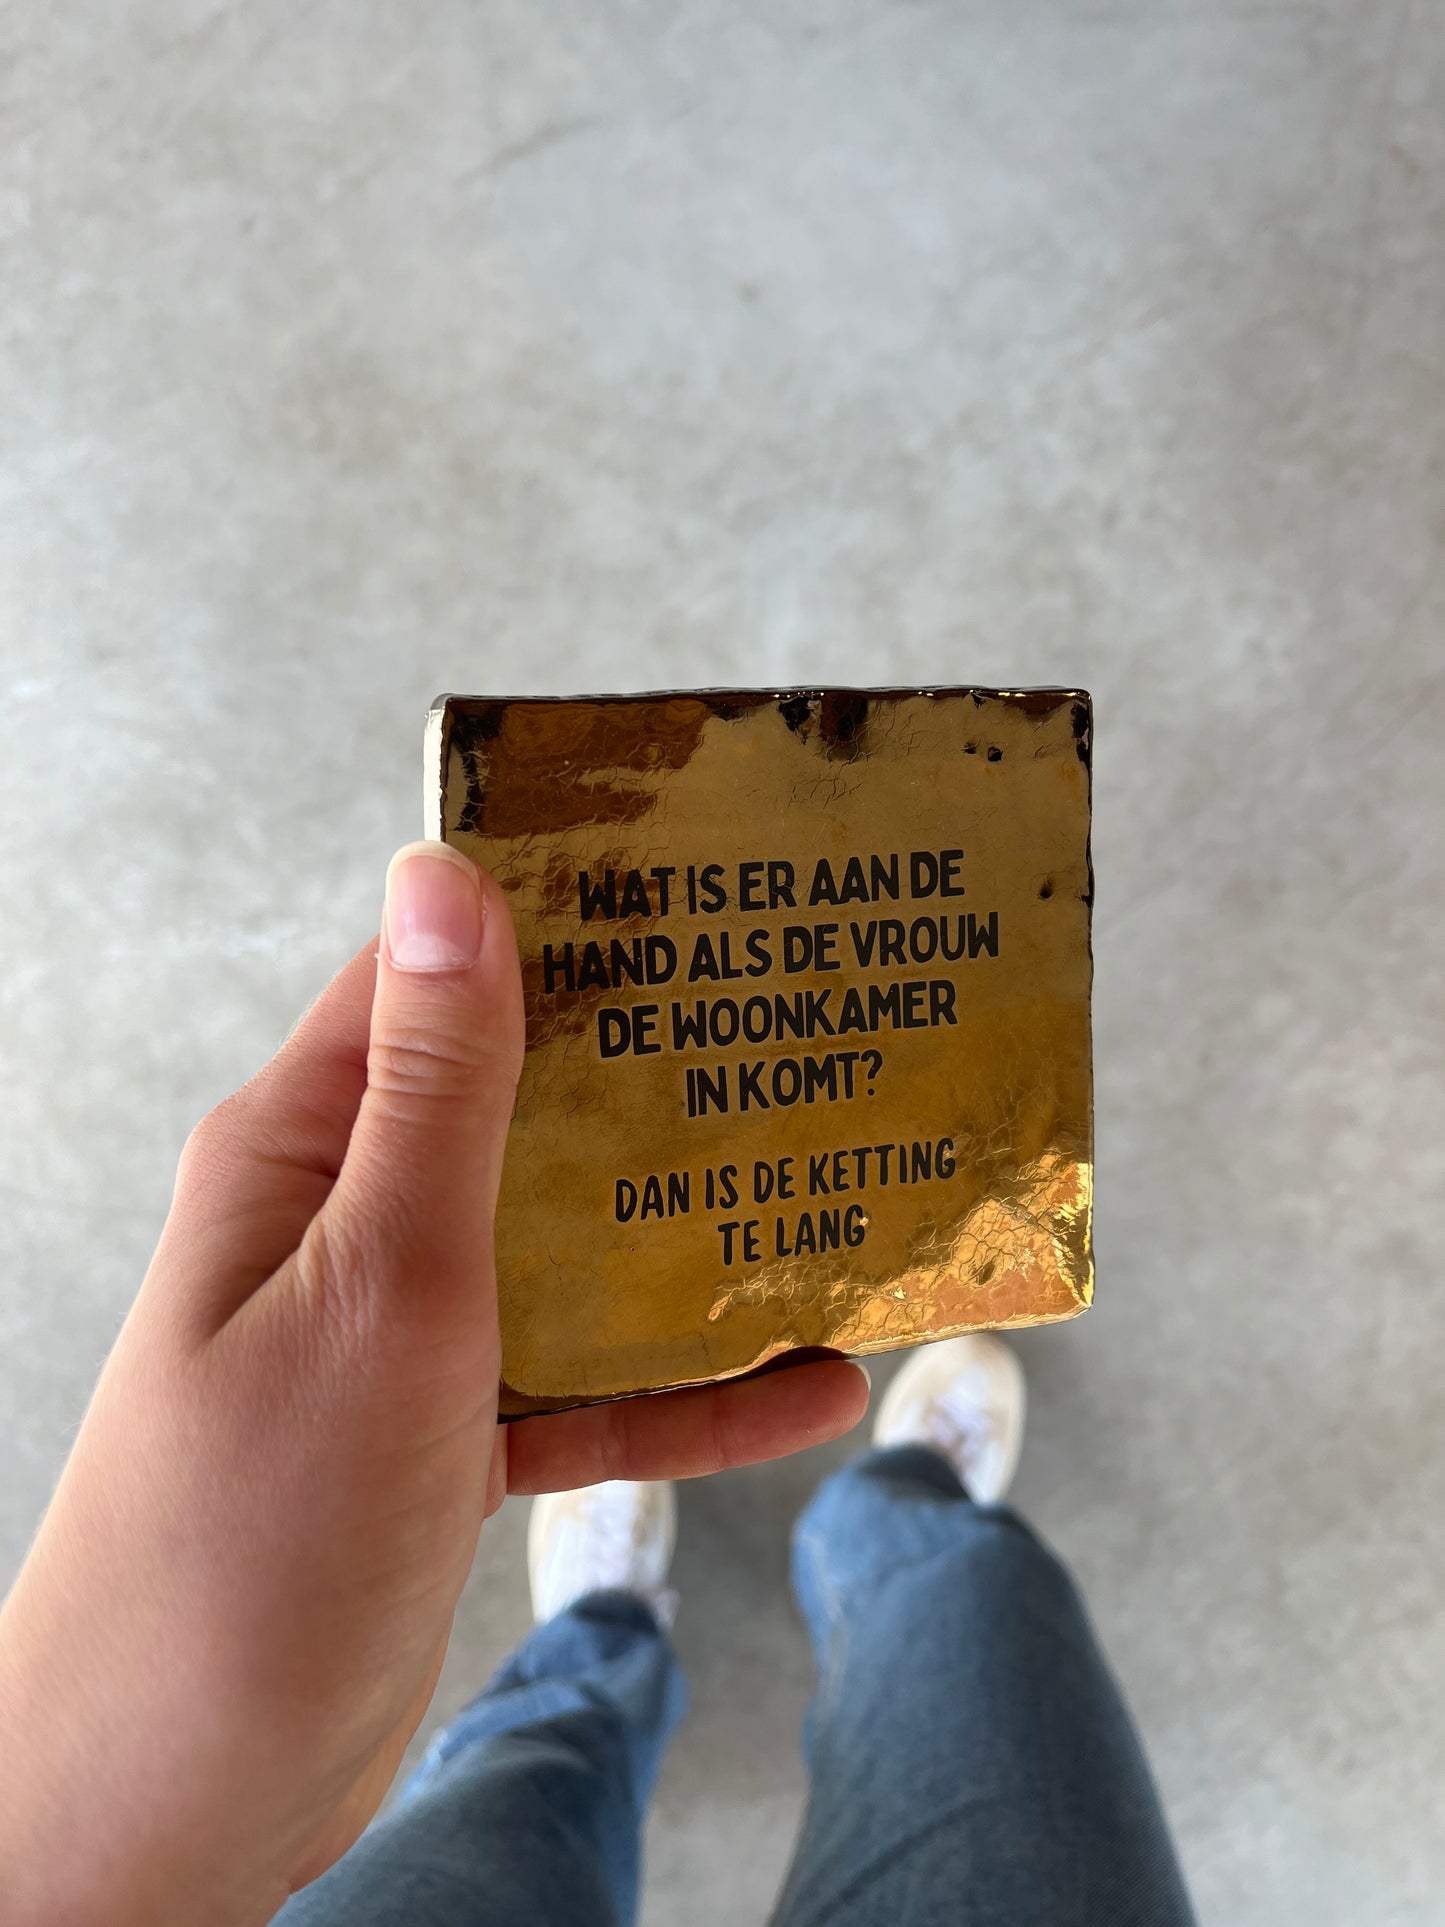 WAT IS ER AAN DE
HAND ALS DE VROUW
DE WOONKAMER
IN KOMT?
DAN IS DE KETTING
TE LANG